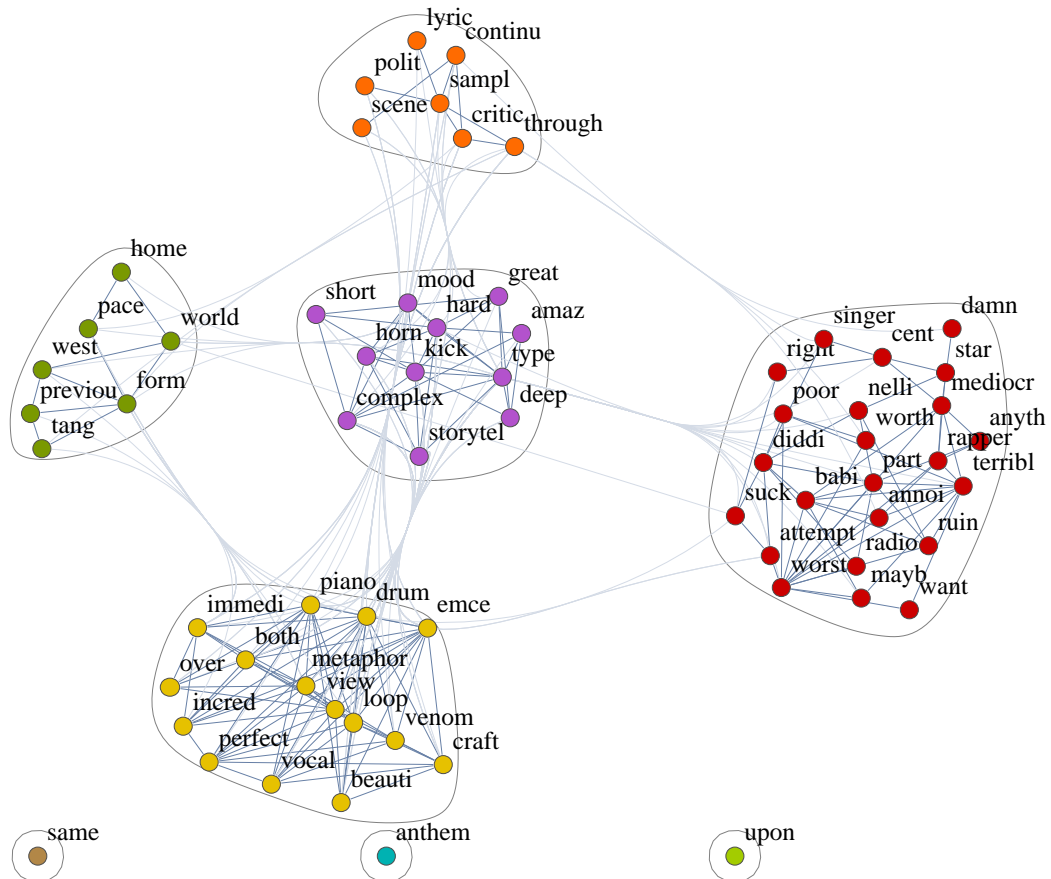 lyric
continu
polit
sampl
scene
critic
through
home
pace
world
west
previou
form
tang
short
mood
great
hard
amaz
horn
kick
type
complex
deep
storytel
singer
damn
cent
right
star
poor
nelli
mediocr
worth
anyth
diddi
rapper
part
terribl
babi
suck
annoi
ruin
attempt
radio
worst
mayb
want
immedi
piano
drum
emce
both
over
metaphor
view
incred
loop
venom
perfect
vocal
craft
beauti
same
anthem
upon